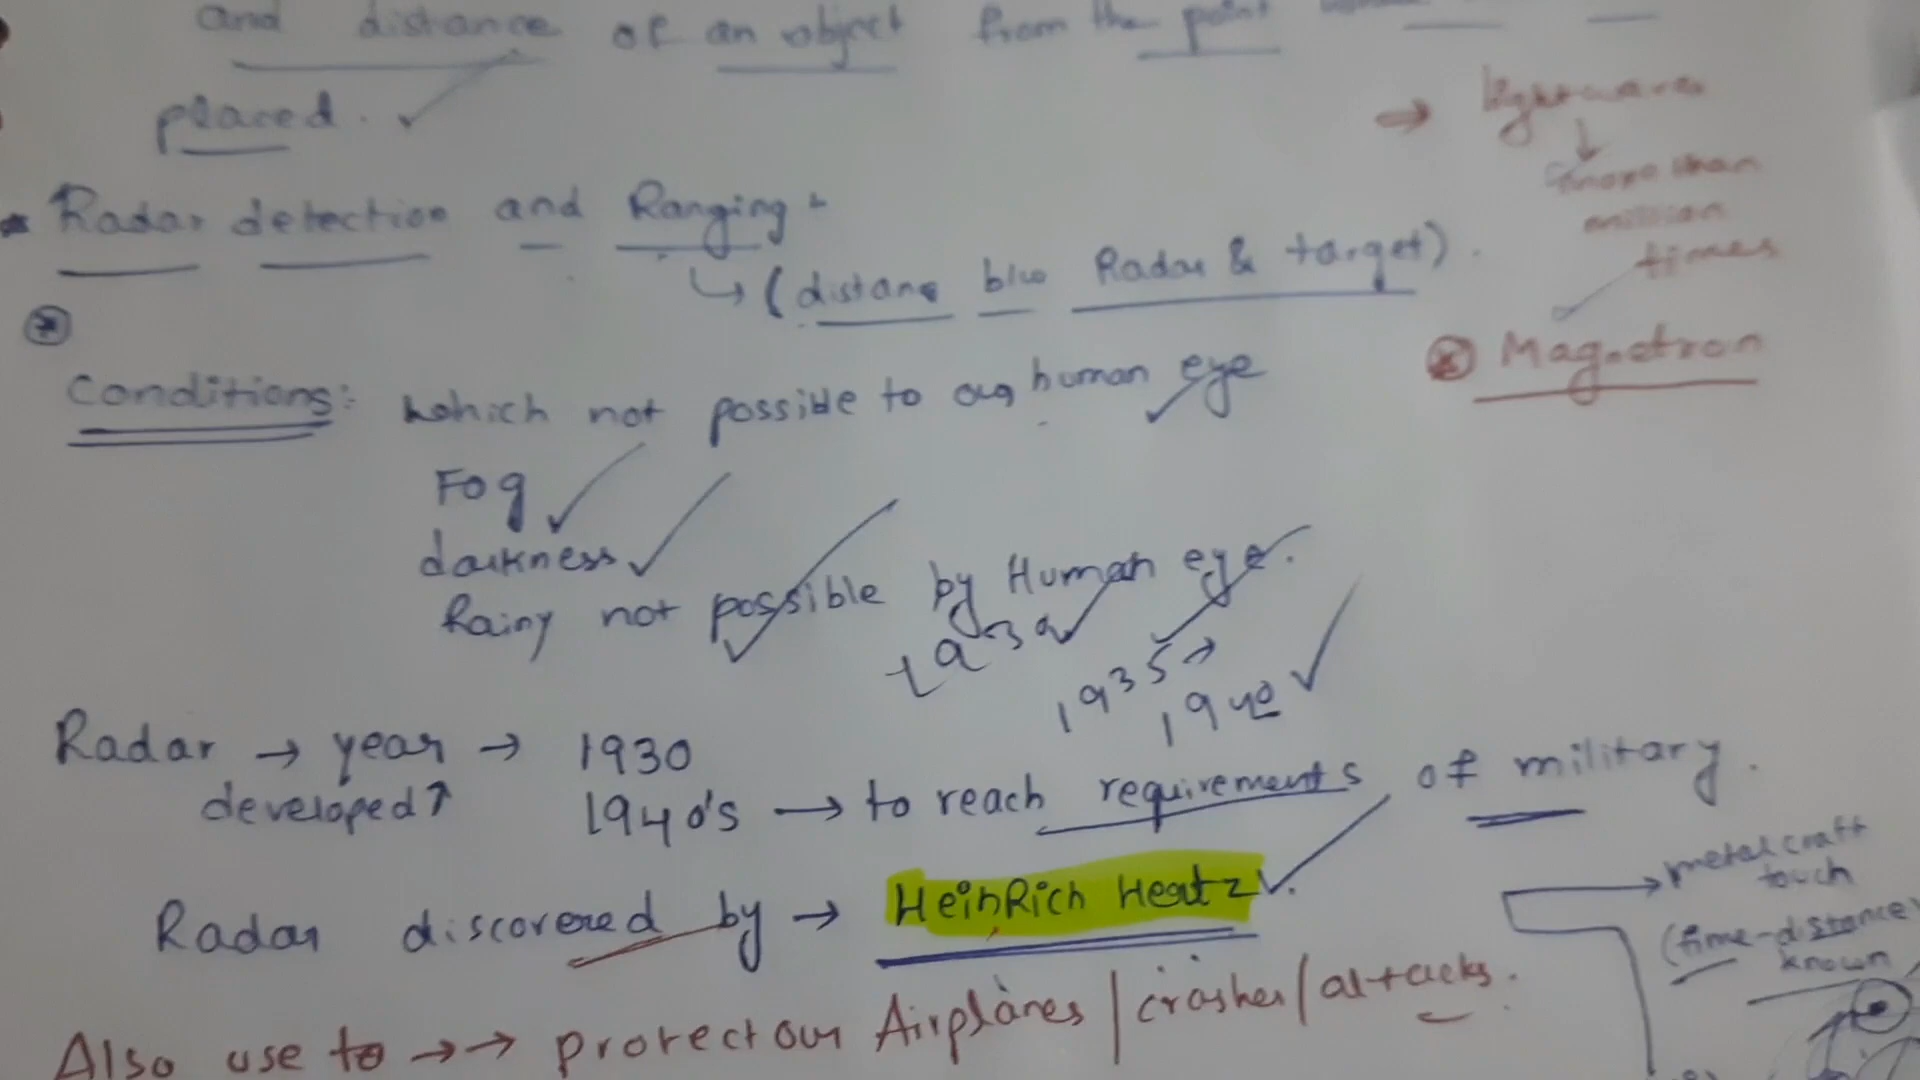 and distance of an object from the point
placed.
Radar detection and Ranging
→ lightwaves
more than
million
times
↳ (distane b/w Radar & target).
Magnetron
Conditions: which not possible to our human eye
Fog
darkness
Rainy not possible by Human eye.
1935 →
1940
Radar → year → 1930
developed↑ 1940's → to reach requirements of military.
metal craft
touch
Radar discovered by → HeinRich Heatz
(time-distance
known
Also use to → → protect our Airplanes / crashes / attacks.